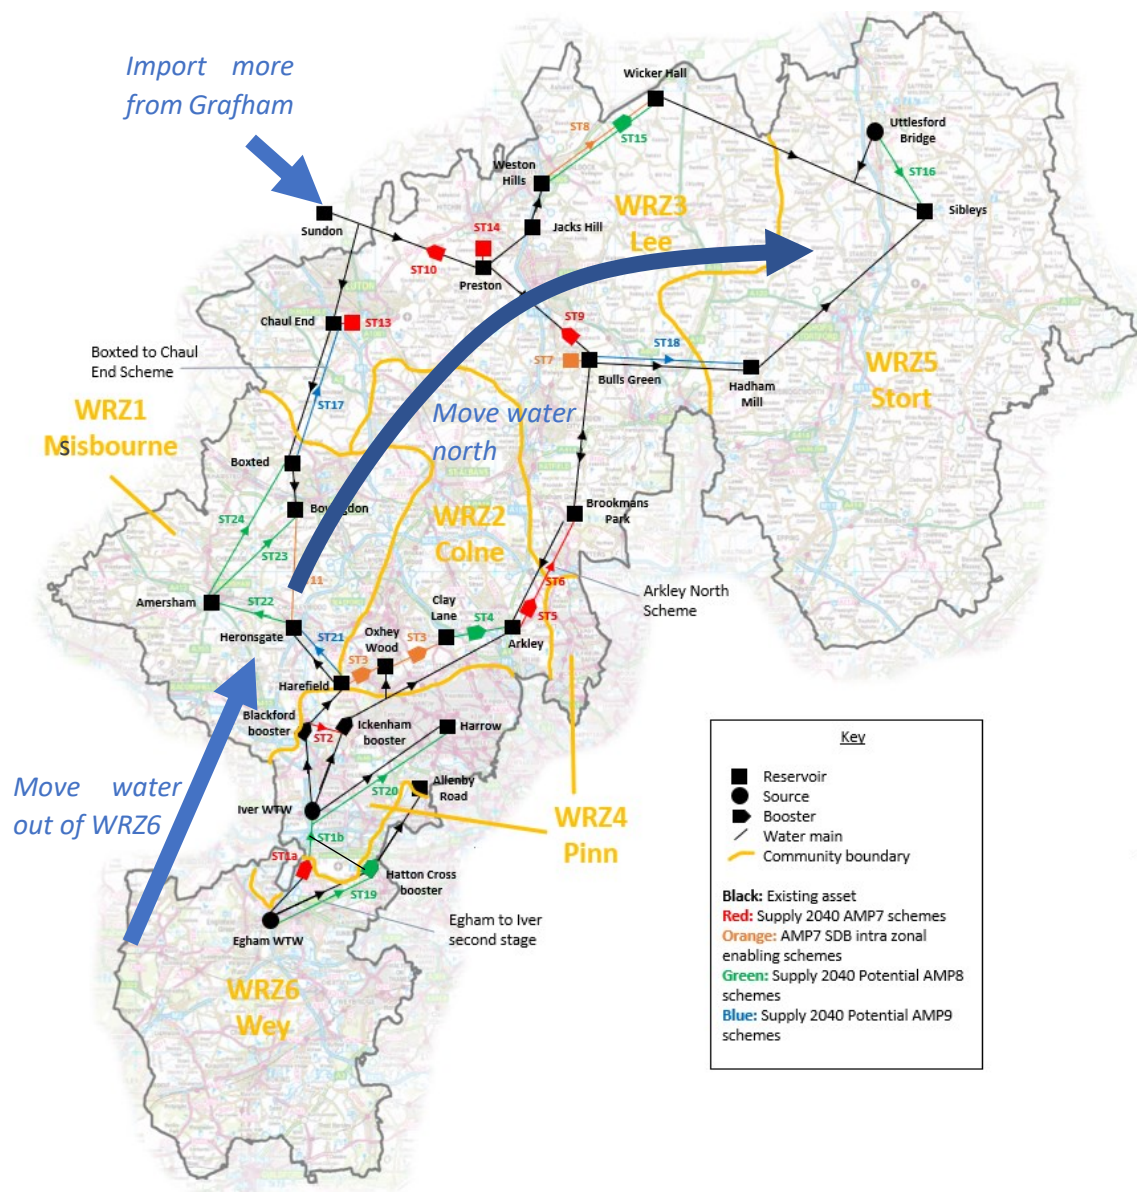 Import more
from Grafham
Wicker Hall
Uttlesford
Bridge
ST8
ST15
ST16
Weston
Hills
WRZ3
Lee
Sibleys
Sundon
ST14
Jacks Hill
ST10
Preston
Chaul End
ST13
ST9
Boxted to Chaul
End Scheme
ST7
ST18
Bulls Green
Hadham
Mill
WRZ5
Stort
ST17
WRZ1
Misbourne
s
Move water
north
Boxted
Bovingdon
WRZ2
Colne
Brookmans
Park
ST24
ST23
11
ST6
Arkley North
Scheme
Amersham
ST22
Clay
Lane
ST4
ST5
Heronsgate
ST21
Oxhey
Wood
ST3
Arkley
ST3
Harefield
Blackford
booster
ST2
Ickenham
booster
Harrow
Move water
out of WRZ6
Iver WTW
ST20
Allenby
Road
WRZ4
Pinn
ST1b
ST1a
Hatton Cross
booster
ST19
Egham WTW
Egham to Iver
second stage
WRZ6
Wey
Key
Reservoir
Source
Booster
Water main
Community boundary
Black: Existing asset
Red: Supply 2040 AMP7 schemes
Orange: AMP7 SDB intra zonal
enabling schemes
Green: Supply 2040 Potential AMP8
schemes
Blue: Supply 2040 Potential AMP9
schemes